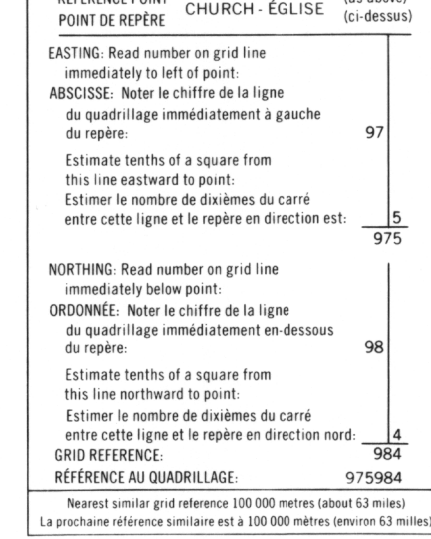 REFERENCE POINT
POINT DE REPÈRE CHURCH - ÉGLISE (as above)
(ci-dessus)
EASTING: Read number on grid line
immediately to left of point:
ABSCISSE: Noter le chiffre de la ligne
du quadrillage immédiatement à gauche
du repère: 97
Estimate tenths of a square from
this line eastward to point:
Estimer le nombre de dixièmes du carré
entre cette ligne et le repère en direction est: 5
975
NORTHING: Read number on grid line
immediately below point:
ORDONNÉE: Noter le chiffre de la ligne
du quadrillage immédiatement en-dessous
du repère: 98
Estimate tenths of a square from
this line northward to point:
Estimer le nombre de dixièmes du carré
entre cette ligne et le repère en direction nord: 4
GRID REFERENCE: 984
RÉFÉRENCE AU QUADRILLAGE: 975984
Nearest similar grid reference 100 000 metres (about 63 miles)
La prochaine référence similaire est à 100 000 mètres (environ 63 milles)